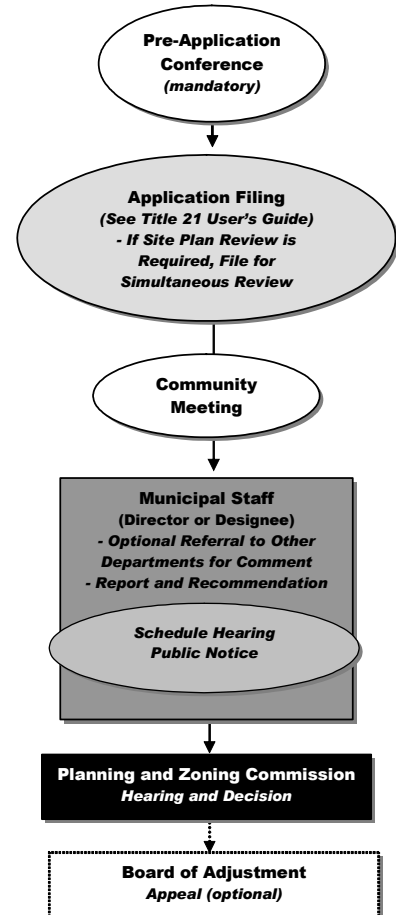 Pre-Application
Conference
(mandatory)
Application Filing
(See Title 21 User's Guide)
- If Site Plan Review is
Required, File for
Simultaneous Review
Community
Meeting
Municipal Staff
(Director or Designee)
- Optional Referral to Other
Departments for Comment
- Report and Recommendation
Schedule Hearing
Public Notice
Planning and Zoning Commission
Hearing and Decision
Board of Adjustment
Appeal (optional)